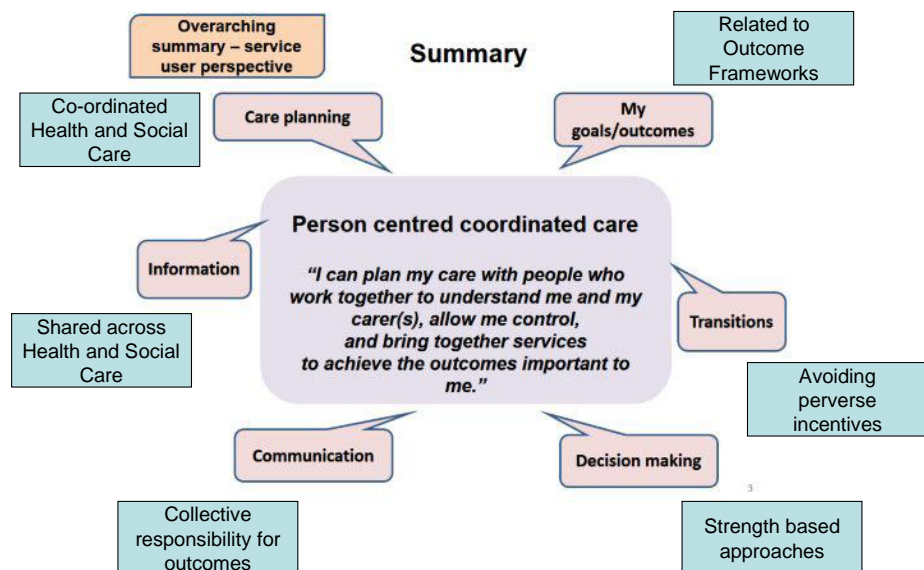 Overarching
summary – service
user perspective
Summary
Related to
Outcome
Frameworks
Co-ordinated
Health and Social
Care
Care planning
My
goals/outcomes
Person centred coordinated care
“I can plan my care with people who
work together to understand me and my
carer(s), allow me control,
and bring together services
to achieve the outcomes important to
me.”
Information
Shared across
Health and Social
Care
Transitions
Avoiding
perverse
incentives
Communication
Decision making
3
Collective
responsibility for
outcomes
Strength based
approaches